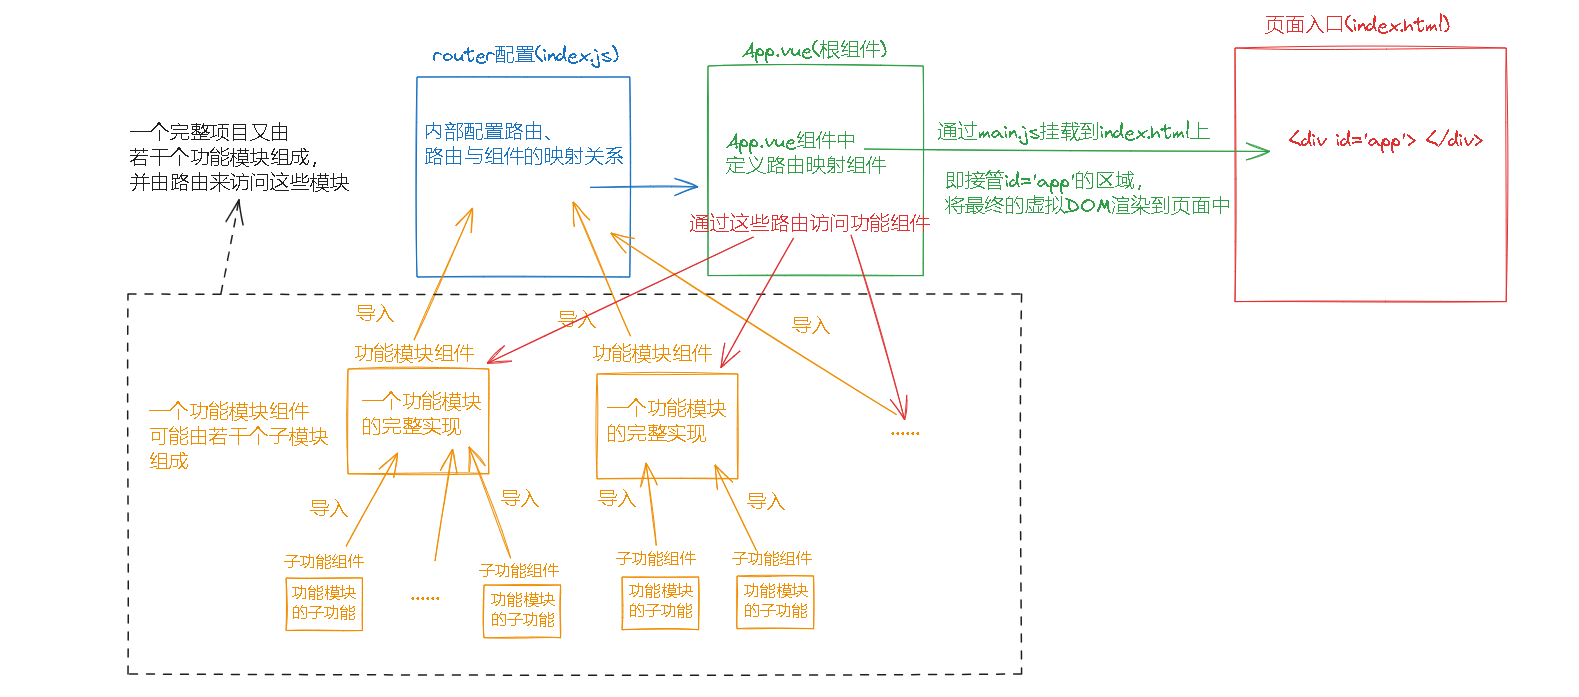 页面入口(index.html)
router配置(index.js)
App.vue(根组件)
一个完整项目又由
若干个功能模块组成，
并由路由来访问这些模块
内部配置路由、
路由与组件的映射关系
App.vue组件中
定义路由映射组件
通过这些路由访问功能组件
通过main.js挂载到index.html上
即接管id='app'的区域，
将最终的虚拟DOM渲染到页面中
<div id='app'> </div>
导入
导入
导入
功能模块组件
功能模块组件
一个功能模块组件
可能由若干个子模块
组成
一个功能模块
的完整实现
一个功能模块
的完整实现
......
导入
导入
导入
导入
子功能组件
子功能组件
子功能组件
子功能组件
功能模块
的子功能
......
功能模块
的子功能
功能模块
的子功能
功能模块
的子功能